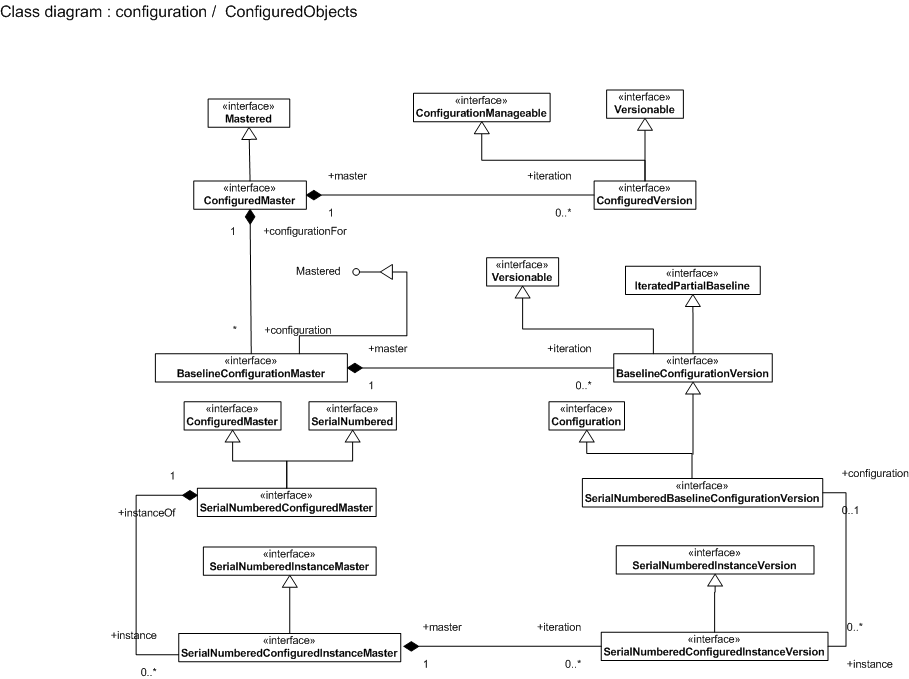 Class diagram : configuration /  ConfiguredObjects
«interface»
Mastered
«interface»
ConfigurationManageable
«interface»
Versionable
«interface»
ConfiguredMaster
+master
1
+iteration
0..*
«interface»
ConfiguredVersion
1
+configurationFor
Mastered
*
+configuration
«interface»
Versionable
«interface»
IteratedPartialBaseline
«interface»
BaselineConfigurationMaster
+master
1
+iteration
0..*
«interface»
BaselineConfigurationVersion
«interface»
ConfiguredMaster
«interface»
SerialNumbered
«interface»
Configuration
1
+instanceOf
«interface»
SerialNumberedConfiguredMaster
«interface»
SerialNumberedBaselineConfigurationVersion
+configuration
0..1
«interface»
SerialNumberedInstanceMaster
«interface»
SerialNumberedInstanceVersion
+instance
0..*
«interface»
SerialNumberedConfiguredInstanceMaster
+master
1
+iteration
0..*
«interface»
SerialNumberedConfiguredInstanceVersion
0..*
+instance